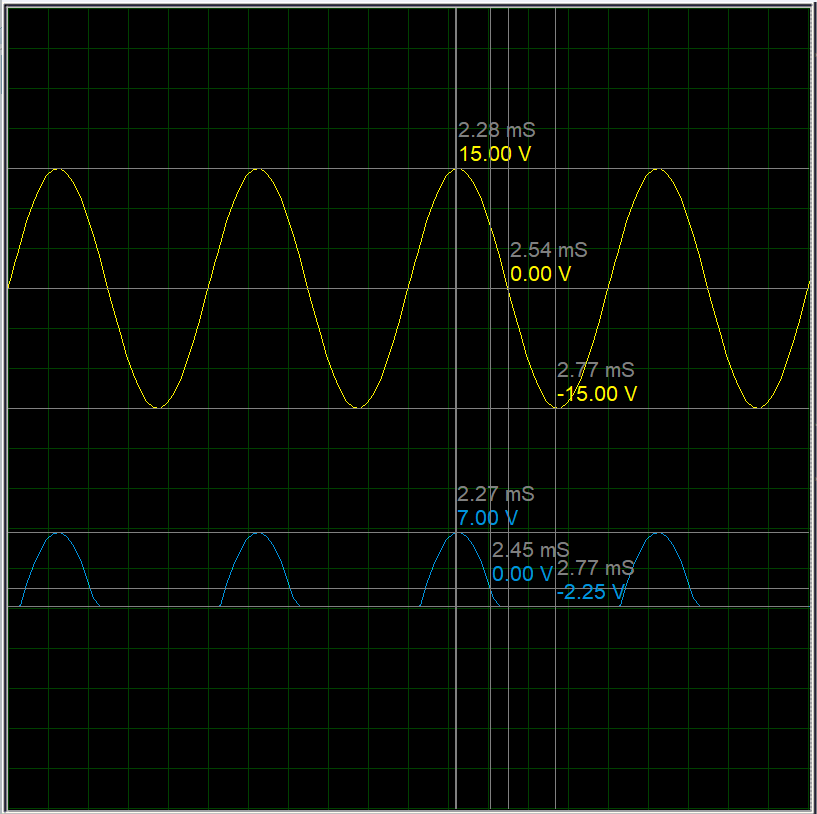 2.28 mS
15.00 V
2.54 mS
0.00 V
2.77 mS
-15.00 V
2.27 mS
7.00 V
2.45 mS
0.00 V
2.77 mS
-2.25 V